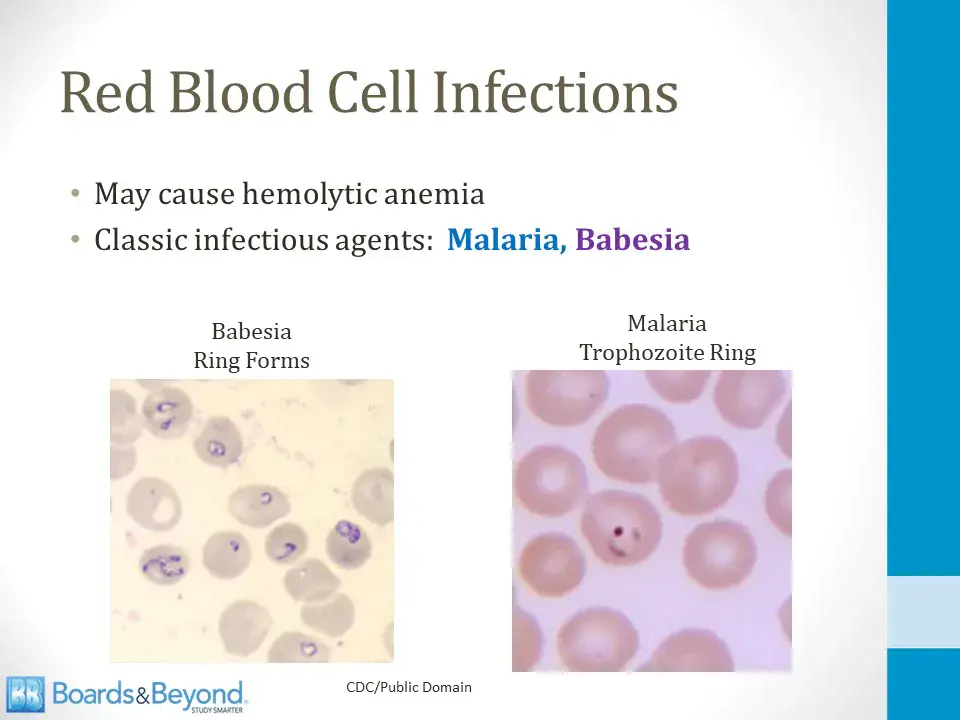 Red Blood Cell Infections
• May cause hemolytic anemia
• Classic infectious agents: Malaria, Babesia
Babesia
Ring Forms
Malaria
Trophozoite Ring
BB Boards&Beyond.
STUDY SMARTER
CDC/Public Domain